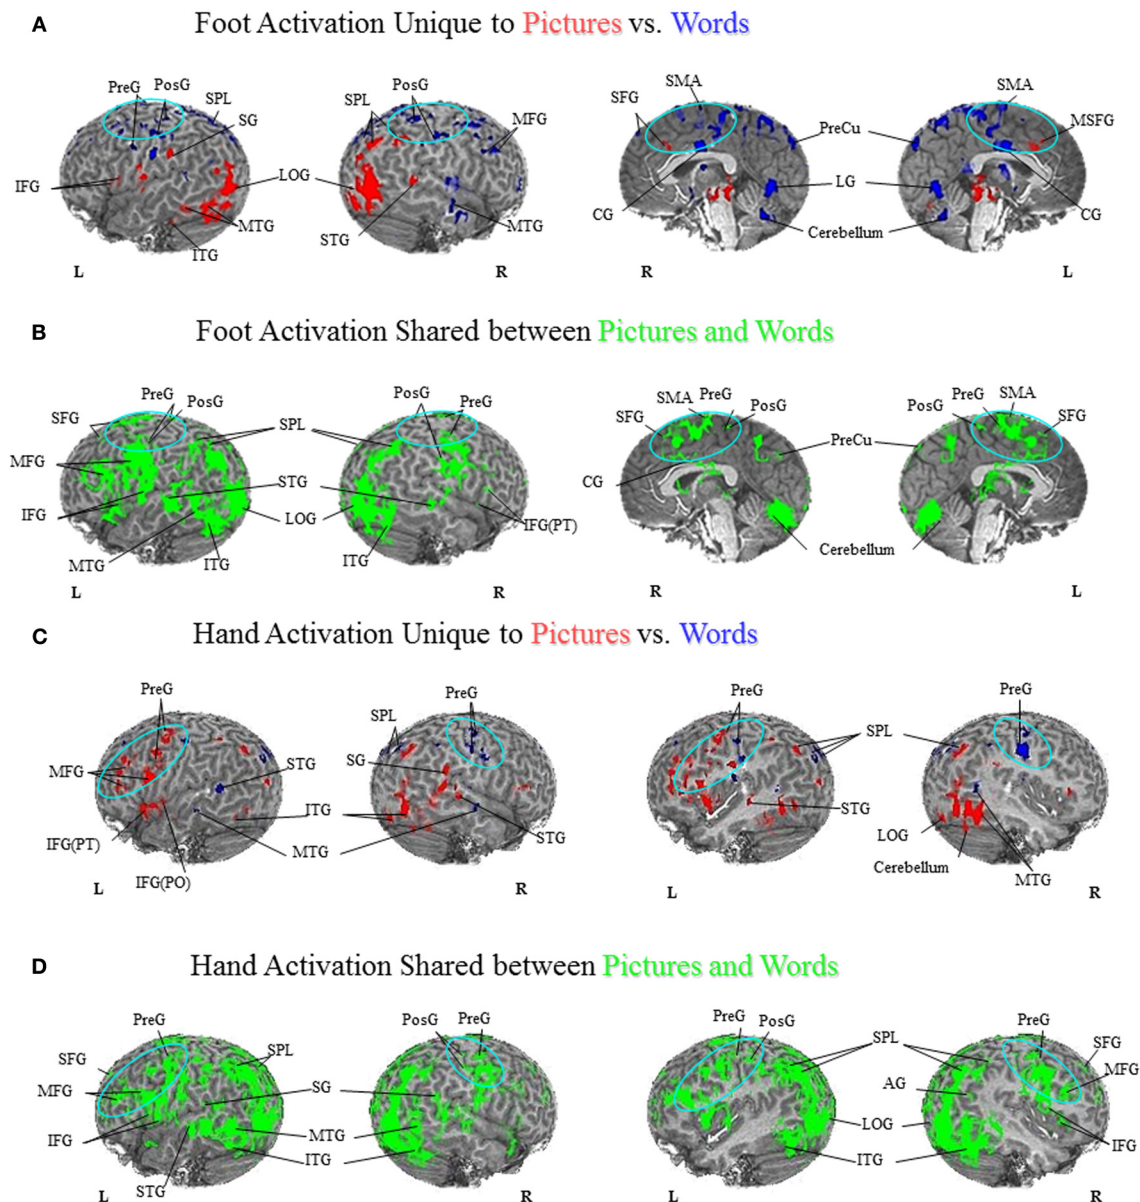 A
Foot Activation Unique to Pictures vs. Words
PreG
PosG
SPL
SG
IFG
LOG
MTG
ITG
L
SPL
PosG
MFG
STG
MTG
R
SFG
SMA
PreCu
CG
LG
Cerebellum
R
SMA
MSFG
CG
L
B
Foot Activation Shared between Pictures and Words
SFG
PreG
PosG
SPL
MFG
STG
IFG
LOG
MTG
ITG
L
PosG
PreG
IFG(PT)
ITG
R
SFG
SMA
PreG
PosG
PreCu
CG
Cerebellum
R
PosG
PreG
SMA
SFG
L
C
Hand Activation Unique to Pictures vs. Words
PreG
MFG
STG
ITG
IFG(PT)
MTG
IFG(PO)
L
SPL
PreG
SG
STG
R
PreG
SPL
STG
L
PreG
LOG
Cerebellum
MTG
R
D
Hand Activation Shared between Pictures and Words
PreG
SFG
SPL
MFG
SG
IFG
MTG
ITG
STG
L
PosG
PreG
R
PreG
PosG
SPL
AG
LOG
ITG
L
PreG
SFG
MFG
IFG
R